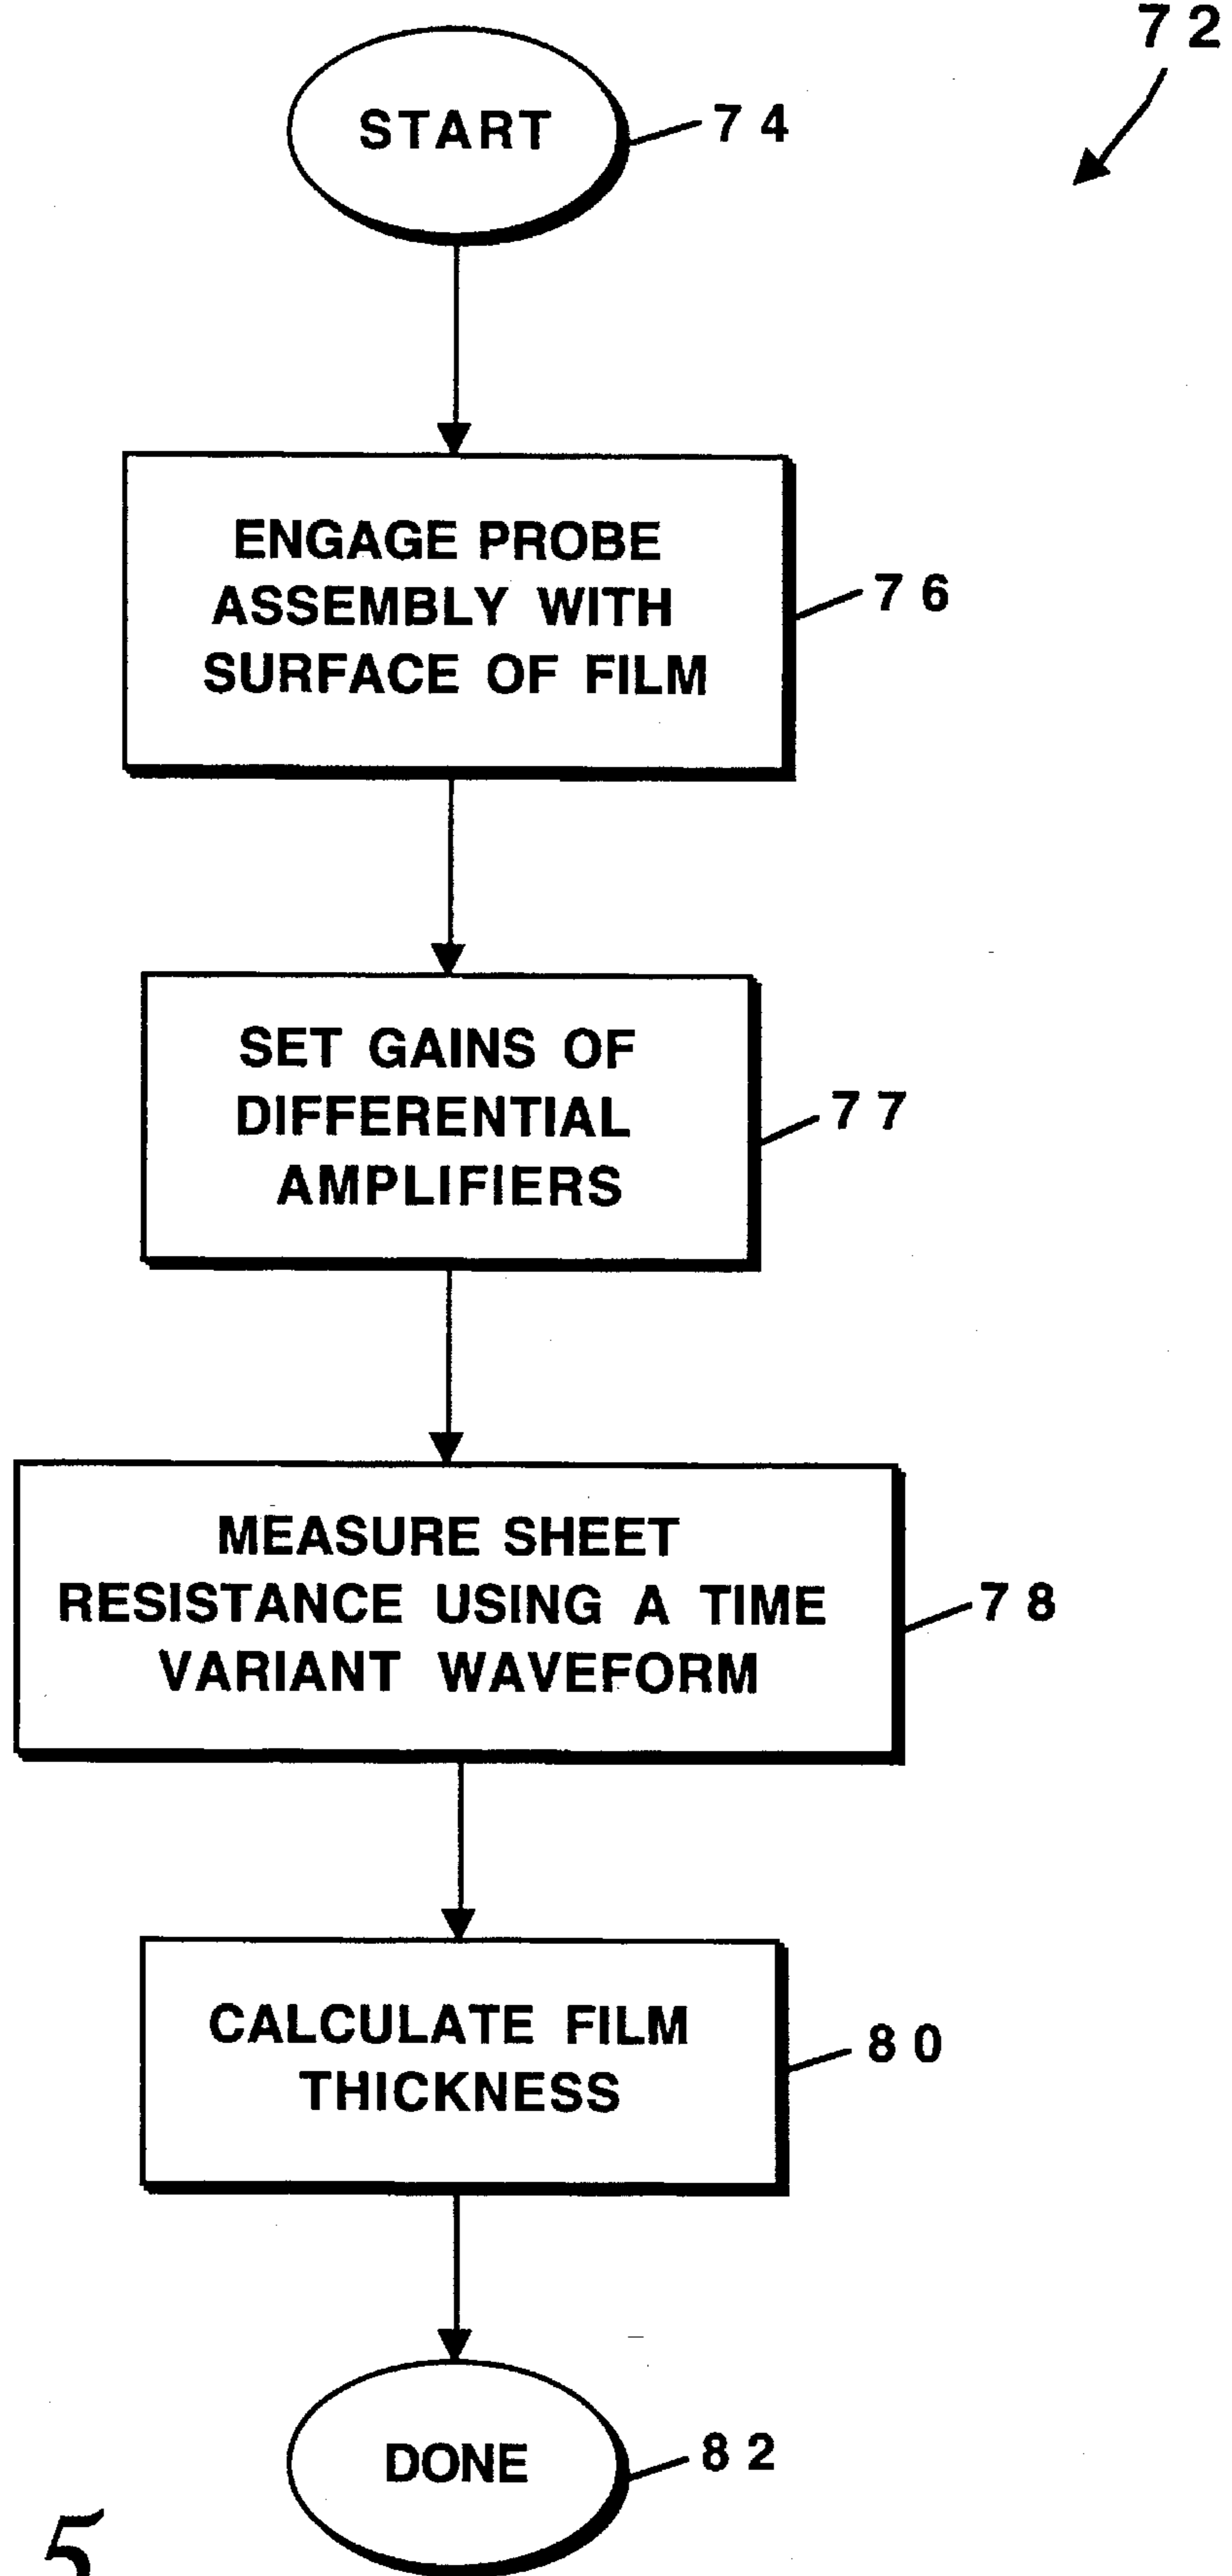 72
START
74
ENGAGE PROBE
ASSEMBLY WITH
SURFACE OF FILM
76
SET GAINS OF
DIFFERENTIAL
AMPLIFIERS
77
MEASURE SHEET
RESISTANCE USING A TIME
VARIANT WAVEFORM
78
CALCULATE FILM
THICKNESS
80
DONE
82
5